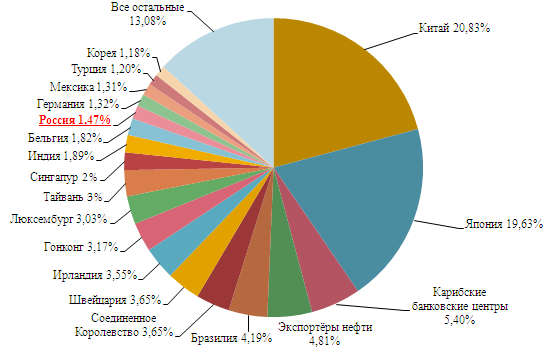 Все остальные
13,08%
Китай 20,83%
Корея 1,18%
Турция 1,20%
Мексика 1,31%
Германия 1,32%
Россия 1,47%
Бельгия 1,82%
Индия 1,89%
Сингапур 2%
Тайвань 3%
Люксембург 3,03%
Гонконг 3,17%
Ирландия 3,55%
Швейцария 3,65%
Соединенное
Королевство 3,65%
Бразилия 4,19%
Экспортёры нефти
4,81%
Карибские
банковские центры
5,40%
Япония 19,63%